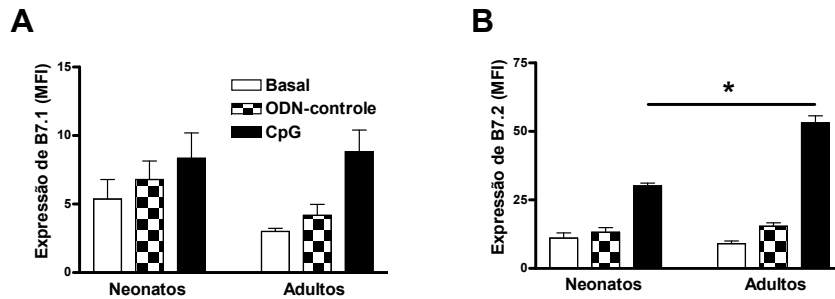 A
Expressão de B7.1 (MFI)
15
10
5
0
Basal
ODN-controle
CpG
Neonatos
Adultos
B
Expressão de B7.2 (MFI)
75
50
25
0
*
Neonatos
Adultos